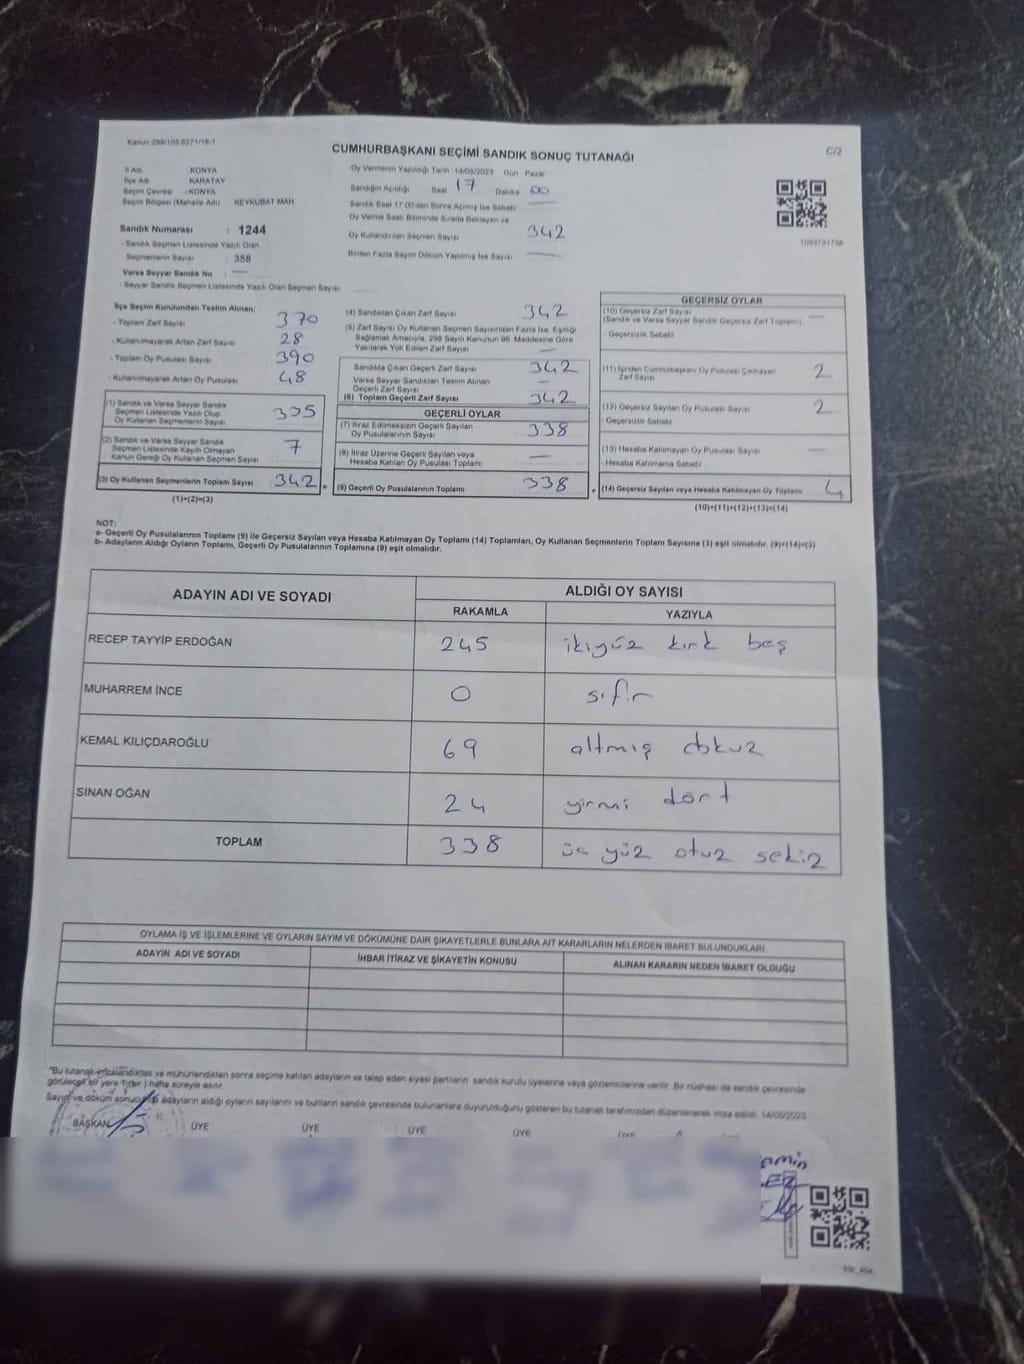 Kanun 298/105.6271/19-1
CUMHURBAŞKANI SEÇİMİ SANDIK SONUÇ TUTANAĞI
C/2
İl Adı : KONYA
İlçe Adı : KARATAY
Seçim Çevresi : KONYA
Seçim Bölgesi (Mahalle Adı) KEYKUBAT MAH
Sandık Numarası : 1244
- Sandık Seçmen Listesinde Yazılı Olan
Seçmenlerin Sayısı : 358
Varsa Seyyar Sandık No : —
- Seyyar Sandık Seçmen Listesinde Yazılı Olan Seçmen Sayısı
Oy Vermenin Yapıldığı Tarih :14/05/2023 Gün : Pazar
Sandığın Açıldığı Saat 17 Dakika 00
Sandık Saat 17:00'dan Sonra Açılmış İse Sebebi —
Oy Verme Saati Bitiminde Sırada Bekleyen ve
Oy Kullandırılan Seçmen Sayısı 342
Birden Fazla Sayım Döküm Yapılmış İse Sayısı —
1093791738
İlçe Seçim Kurulundan Teslim Alınan;
- Toplam Zarf Sayısı 370
- Kullanılmayarak Artan Zarf Sayısı 28
- Toplam Oy Pusulası Sayısı 390
- Kullanılmayarak Artan Oy Pusulası 48
(1) Sandık ve Varsa Seyyar Sandık
Seçmen Listesinde Yazılı Olup
Oy Kullanan Seçmenlerin Sayısı 335
(2) Sandık ve Varsa Seyyar Sandık
Seçmen Listesinde Kayıtlı Olmayan
Kanun Gereği Oy Kullanan Seçmen Sayısı 7
(3) Oy Kullanan Seçmenlerin Toplam Sayısı 342 =
(1)+(2)=(3)
(4) Sandıktan Çıkan Zarf Sayısı 342
(5) Zarf Sayısı Oy Kullanan Seçmen Sayısından Fazla İse, Eşitliği
Sağlamak Amacıyla, 298 Sayılı Kanunun 98. Maddesine Göre
Yakılarak Yok Edilen Zarf Sayısı —
Sandıkta Çıkan Geçerli Zarf Sayısı 342
Varsa Seyyar Sandıktan Teslim Alınan
Geçerli Zarf Sayısı —
(6) Toplam Geçerli Zarf Sayısı 342
GEÇERLİ OYLAR
(7) İtiraz Edilmeksizin Geçerli Sayılan
Oy Pusulalarının Sayısı 338
(8) İtiraz Üzerine Geçerli Sayılan veya
Hesaba Katılan Oy Pusulası Toplamı —
(9) Geçerli Oy Pusulalarının Toplamı 338 +
GEÇERSİZ OYLAR
(10) Geçersiz Zarf Sayısı —
(Sandık ve Varsa Seyyar Sandık Geçersiz Zarf Toplamı)
- Geçersizlik Sebebi
(11) İçinden Cumhurbaşkanı Oy Pusulası Çıkmayan
Zarf Sayısı 2
(12) Geçersiz Sayılan Oy Pusulası Sayısı 2
- Geçersizlik Sebebi
(13) Hesaba Katılmayan Oy Pusulası Sayısı —
- Hesaba Katılmama Sebebi
(14) Geçersiz Sayılan veya Hesaba Katılmayan Oy Toplamı 4
(10)+(11)+(12)+(13)=(14)
NOT:
a- Geçerli Oy Pusulalarının Toplamı (9) ile Geçersiz Sayılan veya Hesaba Katılmayan Oy Toplamı (14) Toplamları, Oy Kullanan Seçmenlerin Toplam Sayısına (3) eşit olmalıdır. (9)+(14)=(3)
b- Adayların Aldığı Oyların Toplamı, Geçerli Oy Pusulalarının Toplamına (9) eşit olmalıdır.
ADAYIN ADI VE SOYADI
ALDIĞI OY SAYISI
RAKAMLA YAZIYLA
RECEP TAYYİP ERDOĞAN 245 ikiyüz kırk beş
MUHARREM İNCE 0 sıfır
KEMAL KILIÇDAROĞLU 69 altmış dokuz
SİNAN OĞAN 24 yirmi dört
TOPLAM 338 üç yüz otuz sekiz
OYLAMA İŞ VE İŞLEMLERİNE VE OYLARIN SAYIM VE DÖKÜMÜNE DAİR ŞİKAYETLERLE BUNLARA AİT KARARLARIN NELERDEN İBARET BULUNDUKLARI
ADAYIN ADI VE SOYADI İHBAR İTİRAZ VE ŞİKAYETİN KONUSU ALINAN KARARIN NEDEN İBARET OLDUĞU
"Bu tutanak imzalandıktan ve mühürlendikten sonra seçime katılan adayların ve talep eden siyasi partilerin sandık kurulu üyelerine veya gözlemcilerine verilir. Bir nüshası da sandık çevresinde
görülecek bir yere 1 (bir) hafta süreyle asılır.
Sayım ve döküm sonucu adayların aldığı oyların sayılarını ve bunların sandık çevresinde bulunanlara duyurulduğunu gösteren bu tutanak tarafımızdan düzenlenerek imza edildi. 14/05/2023
BAŞKAN ÜYE ÜYE ÜYE ÜYE ÜYE